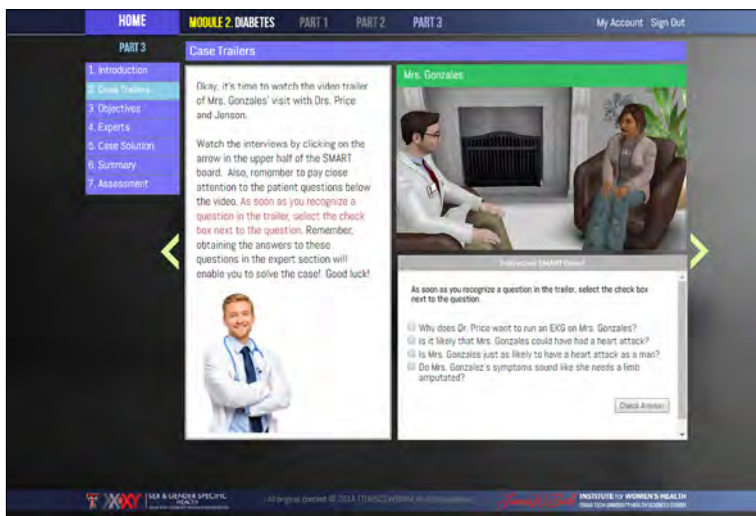 HOME
MODULE 2. DIABETES
PART 1
PART 2
PART 3
My Account
Sign Out
PART 3
1. Introduction
2. Case Trailers
3. Objectives
4. Experts
5. Case Solution
6. Summary
7. Assessment
Case Trailers
Okay, it's time to watch the video trailer
of Mrs. Gonzales' visit with Drs. Price
and Jenson.
Watch the interviews by clicking on the
arrow in the upper half of the SMART
board. Also, remember to pay close
attention to the patient questions below
the video. As soon as you recognize a
question in the trailer, select the check
box next to the question. Remember,
obtaining the answers to these
questions in the expert section will
enable you to solve the case! Good luck!
Mrs. Gonzales
Interactive SMART Board
As soon as you recognize a question in the trailer, select the check box
next to the question.
Why does Dr. Price want to run an EKG on Mrs. Gonzales?
Is it likely that Mrs. Gonzales could have had a heart attack?
Is Mrs. Gonzales just as likely to have a heart attack as a man?
Do Mrs. Gonzalez's symptoms sound like she needs a limb
amputated?
Check Answer
XXXY
SEX & GENDER SPECIFIC
HEALTH
All original content © 2013
INSTITUTE for WOMEN'S HEALTH
TEXAS TECH UNIVERSITY HEALTH SCIENCES CENTER